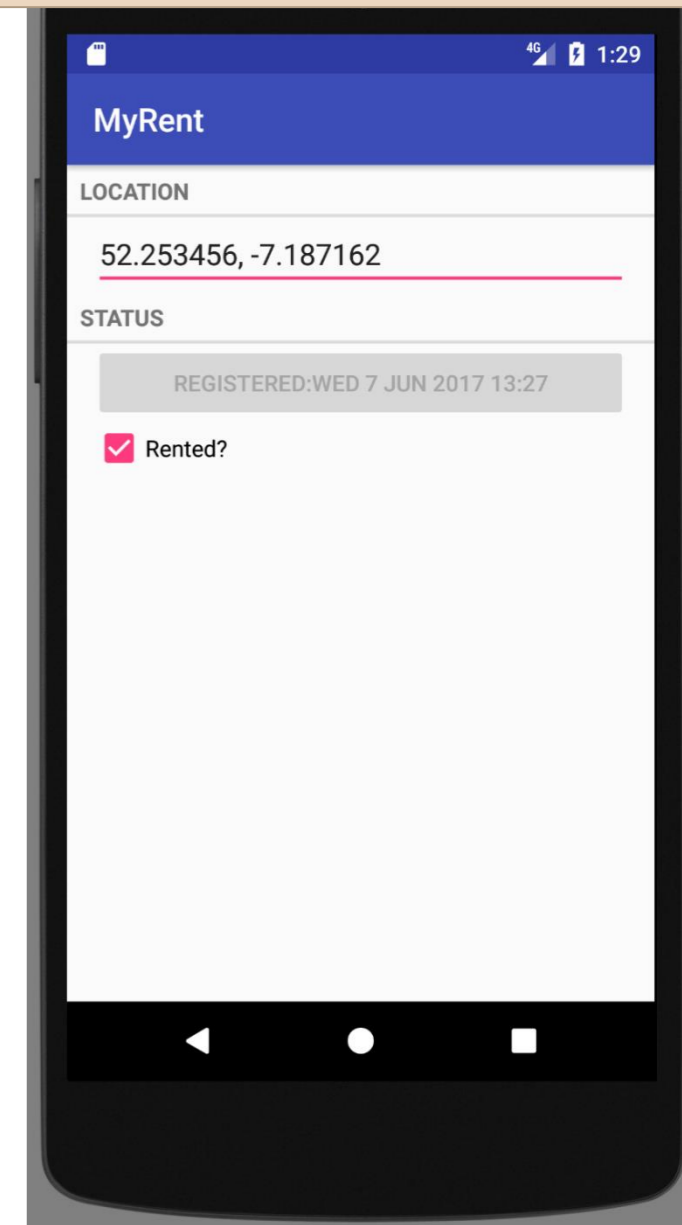 4G 1:29
MyRent
LOCATION
52.253456, -7.187162
STATUS
REGISTERED:WED 7 JUN 2017 13:27
Rented?